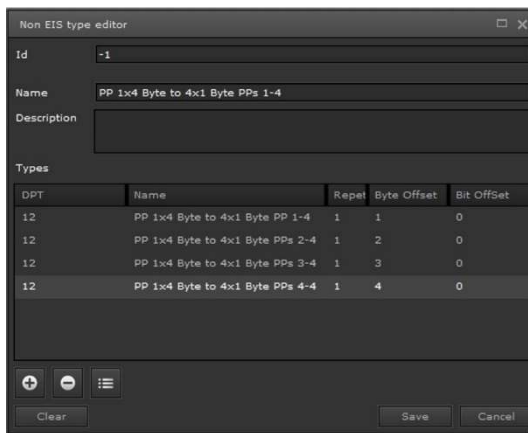 Non EIS type editor
Id -1
Name PP 1x4 Byte to 4x1 Byte PPs 1-4
Description
Types
DPT Name Repet Byte Offset Bit OffSet
12 PP 1x4 Byte to 4x1 Byte PP 1-4 1 1 0
12 PP 1x4 Byte to 4x1 Byte PPs 2-4 1 2 0
12 PP 1x4 Byte to 4x1 Byte PPs 3-4 1 3 0
12 PP 1x4 Byte to 4x1 Byte PPs 4-4 1 4 0
Clear Save Cancel